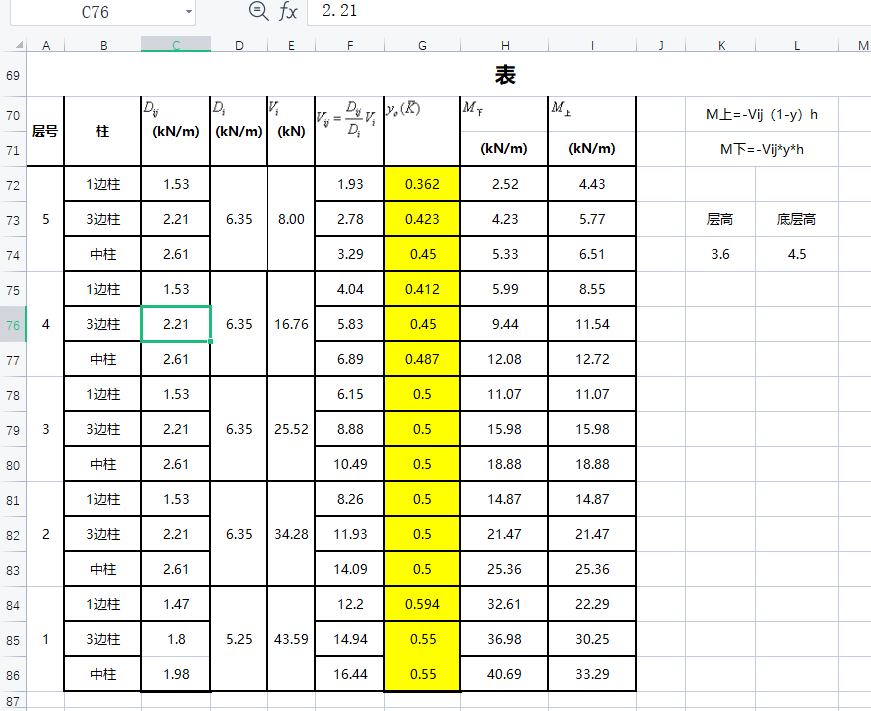 C76 fx 2.21
A B C D E F G H I J K L M
69 表
70 D_ij D_i V_i V_ij = D_ij / D_i V_i y_o(K̄) M下 M上 M上=-Vij（1-y）h
层号 柱 (kN/m) (kN/m) (kN)
71 (kN/m) (kN/m) M下=-Vij*y*h
72 1边柱 1.53 1.93 0.362 2.52 4.43
73 5 3边柱 2.21 6.35 8.00 2.78 0.423 4.23 5.77 层高 底层高
74 中柱 2.61 3.29 0.45 5.33 6.51 3.6 4.5
75 1边柱 1.53 4.04 0.412 5.99 8.55
76 4 3边柱 2.21 6.35 16.76 5.83 0.45 9.44 11.54
77 中柱 2.61 6.89 0.487 12.08 12.72
78 1边柱 1.53 6.15 0.5 11.07 11.07
79 3 3边柱 2.21 6.35 25.52 8.88 0.5 15.98 15.98
80 中柱 2.61 10.49 0.5 18.88 18.88
81 1边柱 1.53 8.26 0.5 14.87 14.87
82 2 3边柱 2.21 6.35 34.28 11.93 0.5 21.47 21.47
83 中柱 2.61 14.09 0.5 25.36 25.36
84 1边柱 1.47 12.2 0.594 32.61 22.29
85 1 3边柱 1.8 5.25 43.59 14.94 0.55 36.98 30.25
86 中柱 1.98 16.44 0.55 40.69 33.29
87